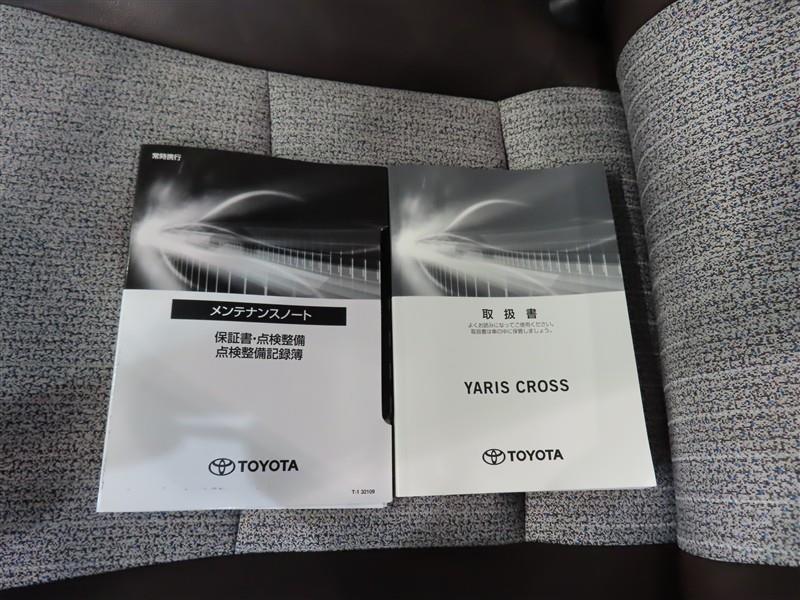 常時携行
メンテナンスノート
保証書・点検整備
点検整備記録簿
TOYOTA
T-1 32109
取扱書
よくお読みになってご使用ください。
取扱書は車の中に保管しましょう。
YARIS CROSS
TOYOTA